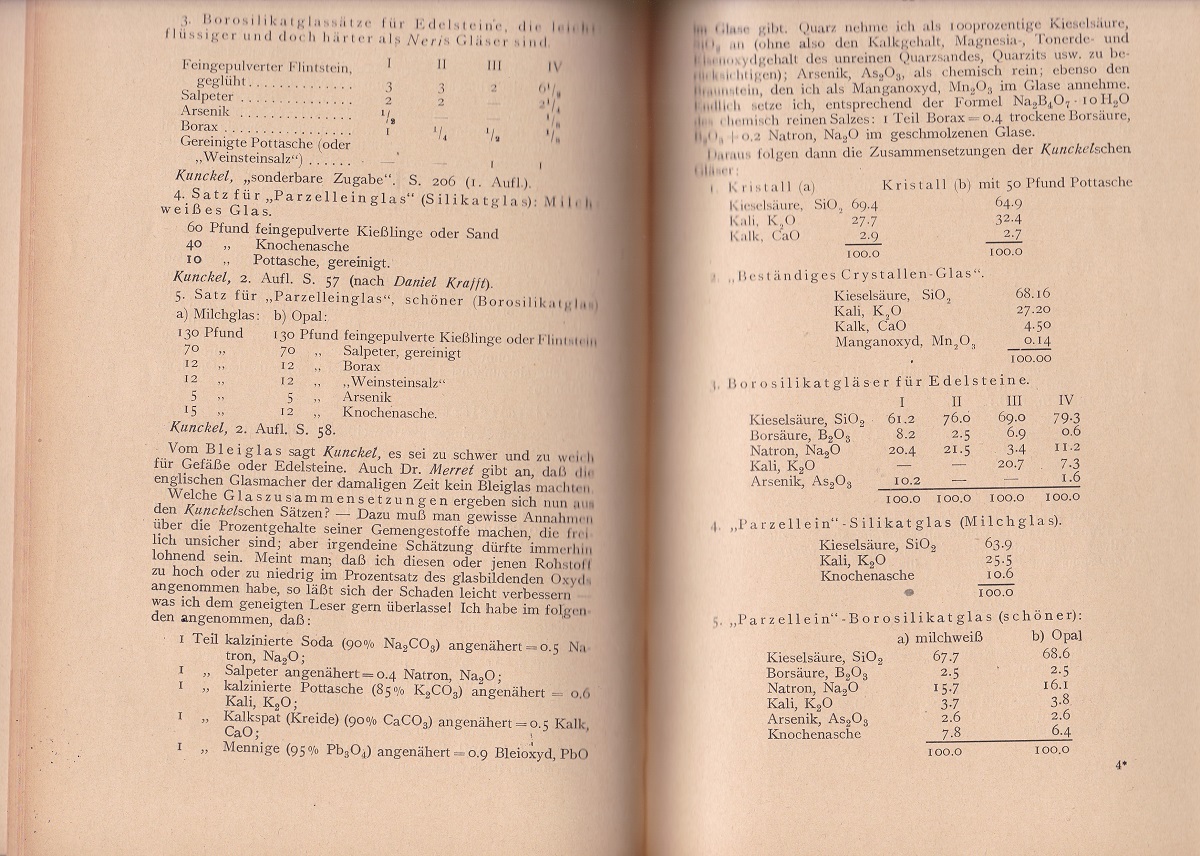 3. Borosilikatglassätze für Edelsteine, die leicht
flüssiger und doch härter als Neris Gläser sind.
I II III IV
Feingepulverter Flintstein,
geglüht . . . . . . . . . . . . . 3 3 2
Salpeter . . . . . . . . . . . . . . 2 2 —
Arsenik . . . . . . . . . . . . . . 1/2 — —
Borax . . . . . . . . . . . . . . . . 1 1/4 1/2
Gereinigte Pottasche (oder
„Weinsteinsalz“) . . . . . . — — 1 1
Kunckel, „sonderbare Zugabe“. S. 206 (1. Aufl.).
4. Satz für „Parzelleinglas“ (Silikatglas): Milch-
weißes Glas.
60 Pfund feingepulverte Kießlinge oder Sand
40 „ Knochenasche
10 „ Pottasche, gereinigt.
Kunckel, 2. Aufl. S. 57 (nach Daniel Krafft).
5. Satz für „Parzelleinglas“, schöner (Borosilikatglas)
a) Milchglas: b) Opal:
130 Pfund 130 Pfund feingepulverte Kießlinge oder Flintstein
70 „ 70 „ Salpeter, gereinigt
12 „ 12 „ Borax
12 „ 12 „ „Weinsteinsalz“
5 „ 5 „ Arsenik
15 „ 12 „ Knochenasche.
Kunckel, 2. Aufl. S. 58.
Vom Bleiglas sagt Kunckel, es sei zu schwer und zu weich
für Gefäße oder Edelsteine. Auch Dr. Merret gibt an, daß die
englischen Glasmacher der damaligen Zeit kein Bleiglas machten.
Welche Glaszusammensetzungen ergeben sich nun aus
den Kunckelschen Sätzen? — Dazu muß man gewisse Annahmen
über die Prozentgehalte seiner Gemengestoffe machen, die frei-
lich unsicher sind; aber irgendeine Schätzung dürfte immerhin
lohnend sein. Meint man; daß ich diesen oder jenen Rohstoff
zu hoch oder zu niedrig im Prozentsatz des glasbildenden Oxyds
angenommen habe, so läßt sich der Schaden leicht verbessern —
was ich dem geneigten Leser gern überlasse! Ich habe im folgen-
den angenommen, daß:
1 Teil kalzinierte Soda (90% Na2CO3) angenähert = 0.5 Na-
tron, Na2O;
1 „ Salpeter angenähert = 0.4 Natron, Na2O;
1 „ kalzinierte Pottasche (85% K2CO3) angenähert = 0.6
Kali, K2O;
1 „ Kalkspat (Kreide) (90% CaCO3) angenähert = 0.5 Kalk,
CaO;
1 „ Mennige (95% Pb3O4) angenähert = 0.9 Bleioxyd, PbO
im Glase gibt. Quarz nehme ich als 100prozentige Kieselsäure,
SiO2 an (ohne also den Kalkgehalt, Magnesia-, Tonerde- und
Eisenoxydgehalt des unreinen Quarzsandes, Quarzits usw. zu be-
rücksichtigen); Arsenik, As2O3, als chemisch rein; ebenso den
Braunstein, den ich als Manganoxyd, Mn2O3 im Glase annehme.
Endlich setze ich, entsprechend der Formel Na2B4O7 · 10H2O
des chemisch reinen Salzes: 1 Teil Borax = 0.4 trockene Borsäure,
B2O3 + 0.2 Natron, Na2O im geschmolzenen Glase.
Daraus folgen dann die Zusammensetzungen der Kunckelschen
Gläser:
1. Kristall (a) Kristall (b) mit 50 Pfund Pottasche
Kieselsäure, SiO2 69.4 64.9
Kali, K2O 27.7 32.4
Kalk, CaO 2.9 2.7
100.0 100.0
2. „Beständiges Crystallen-Glas“.
Kieselsäure, SiO2 68.16
Kali, K2O 27.20
Kalk, CaO 4.50
Manganoxyd, Mn2O3 0.14
100.00
3. Borosilikatgläser für Edelsteine.
I II III IV
Kieselsäure, SiO2 61.2 76.0 69.0 79.3
Borsäure, B2O3 8.2 2.5 6.9 0.6
Natron, Na2O 20.4 21.5 3.4 11.2
Kali, K2O — — 20.7 7.3
Arsenik, As2O3 10.2 — — 1.6
100.0 100.0 100.0 100.0
4. „Parzellein“-Silikatglas (Milchglas).
Kieselsäure, SiO2 63.9
Kali, K2O 25.5
Knochenasche 10.6
100.0
5. „Parzellein“-Borosilikatglas (schöner):
a) milchweiß b) Opal
Kieselsäure, SiO2 67.7 68.6
Borsäure, B2O3 2.5 2.5
Natron, Na2O 15.7 16.1
Kali, K2O 3.7 3.8
Arsenik, As2O3 2.6 2.6
Knochenasche 7.8 6.4
100.0 100.0
4*